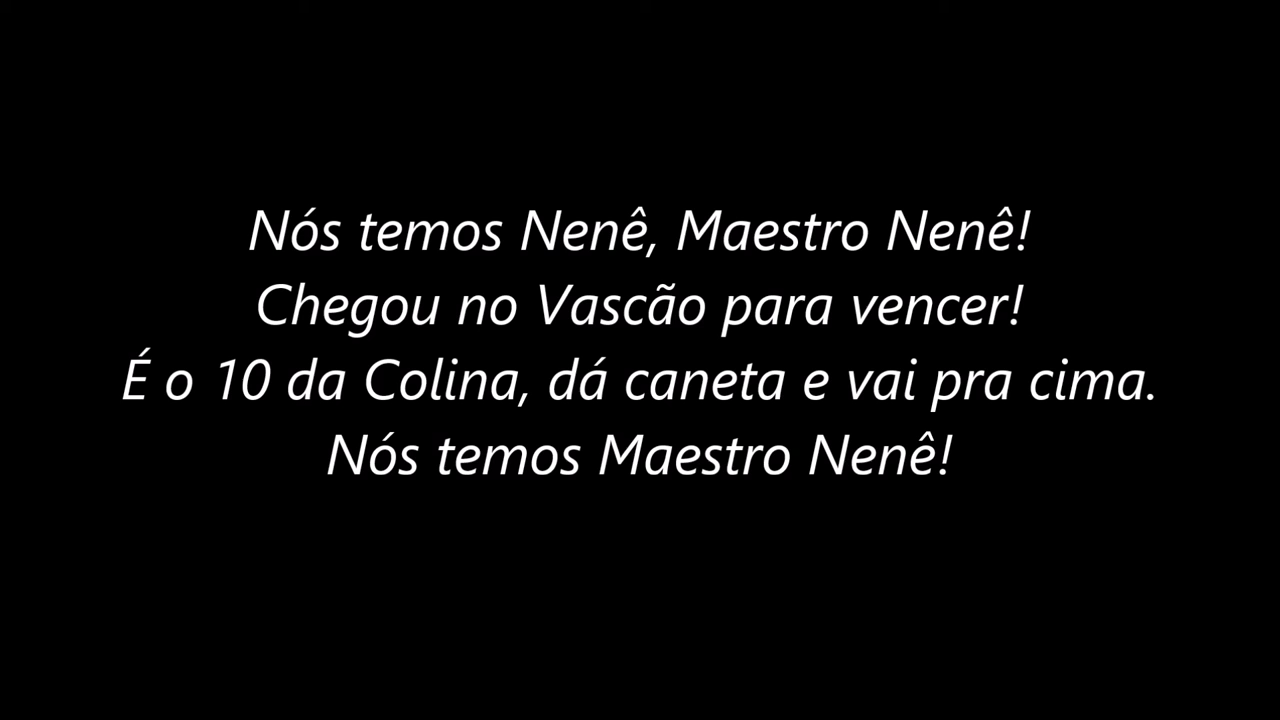 Nós temos Nenê, Maestro Nenê!
Chegou no Vascão para vencer!
É o 10 da Colina, dá caneta e vai pra cima.
Nós temos Maestro Nenê!